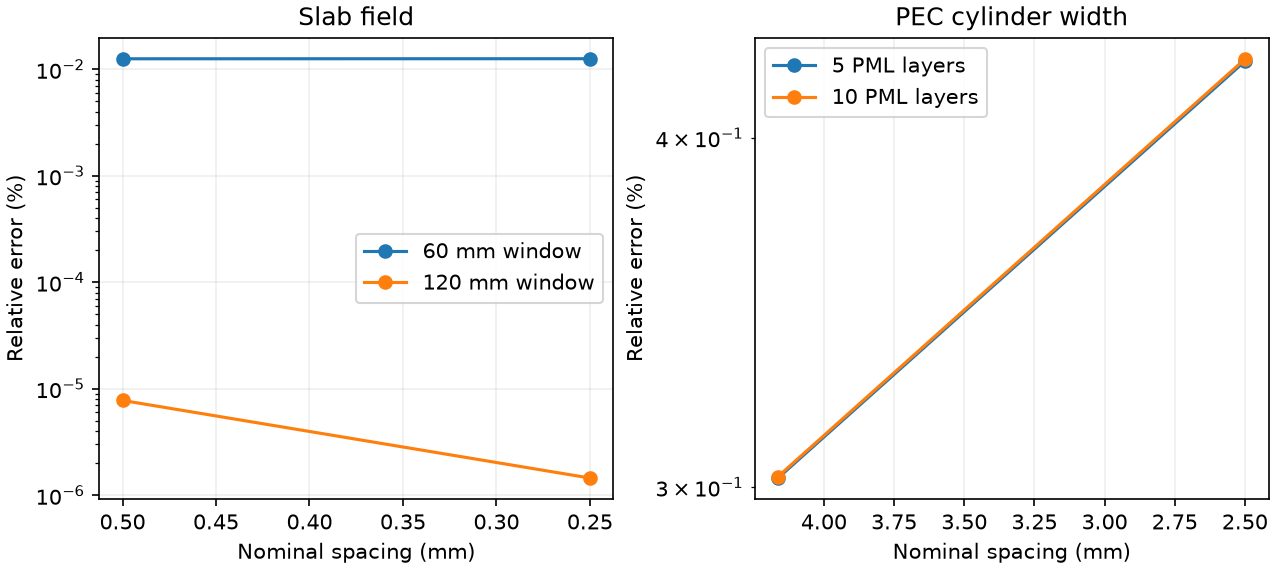 Slab field
Relative error (%)
10⁻²
10⁻³
10⁻⁴
10⁻⁵
10⁻⁶
60 mm window
120 mm window
0.50 0.45 0.40 0.35 0.30 0.25
Nominal spacing (mm)
PEC cylinder width
Relative error (%)
4 × 10⁻¹
3 × 10⁻¹
5 PML layers
10 PML layers
4.00 3.75 3.50 3.25 3.00 2.75 2.50
Nominal spacing (mm)